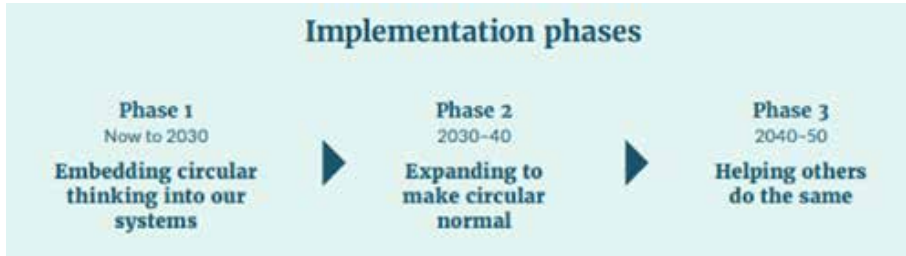 Implementation phases
Phase 1
Now to 2030
Embedding circular
thinking into our
systems
Phase 2
2030–40
Expanding to
make circular
normal
Phase 3
2040–50
Helping others
do the same